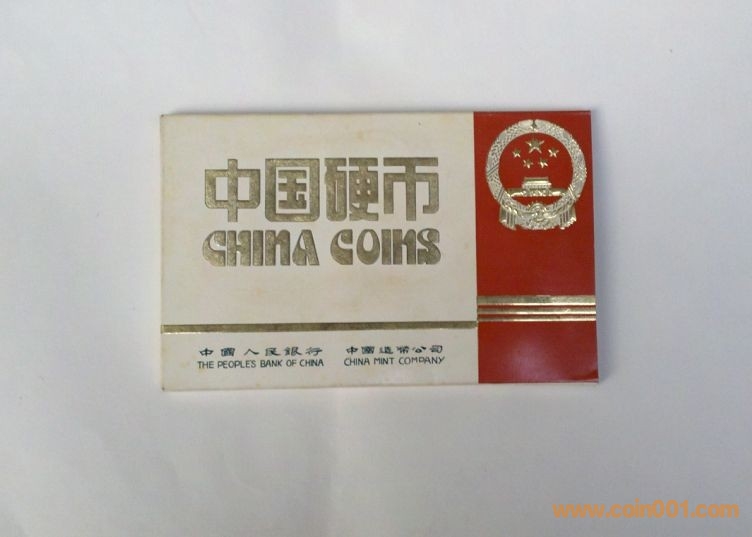 中国硬币
CHINA COINS
中國人民銀行 中國造幣公司
THE PEOPLE'S BANK OF CHINA CHINA MINT COMPANY
www.coin001.com